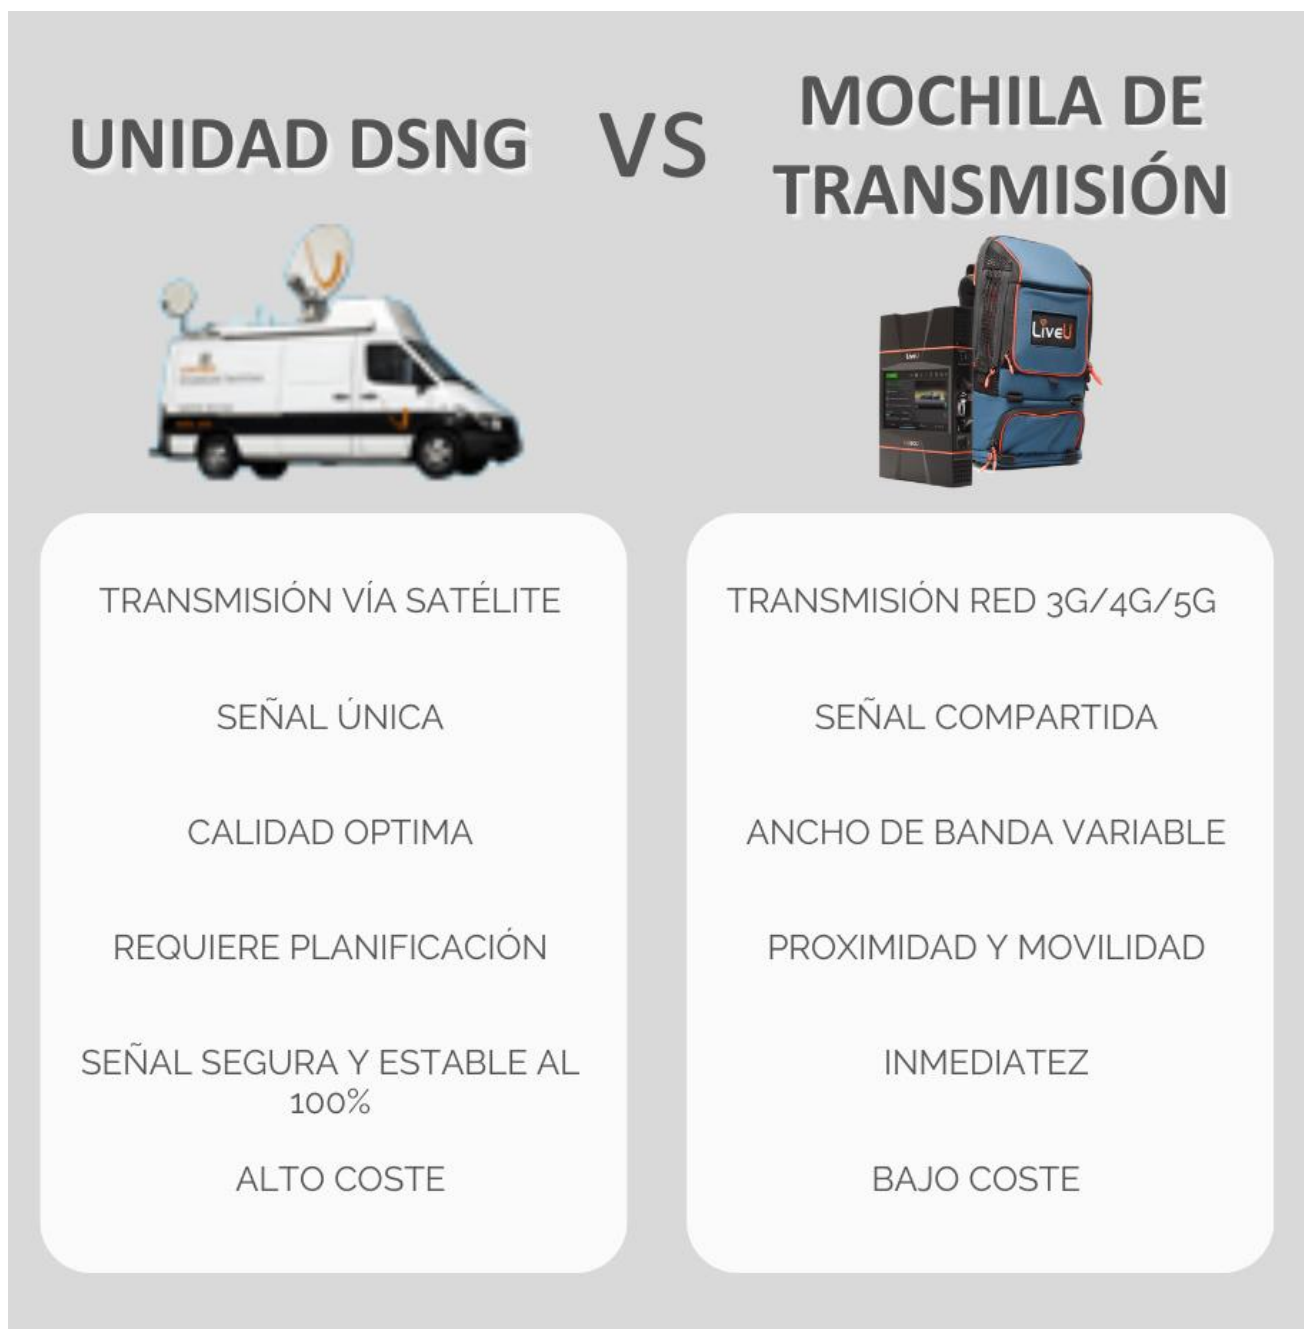 UNIDAD DSNG
VS
MOCHILA DE
TRANSMISIÓN
LiveU
LiveU
TRANSMISIÓN VÍA SATÉLITE
SEÑAL ÚNICA
CALIDAD OPTIMA
REQUIERE PLANIFICACIÓN
SEÑAL SEGURA Y ESTABLE AL
100%
ALTO COSTE
TRANSMISIÓN RED 3G/4G/5G
SEÑAL COMPARTIDA
ANCHO DE BANDA VARIABLE
PROXIMIDAD Y MOVILIDAD
INMEDIATEZ
BAJO COSTE